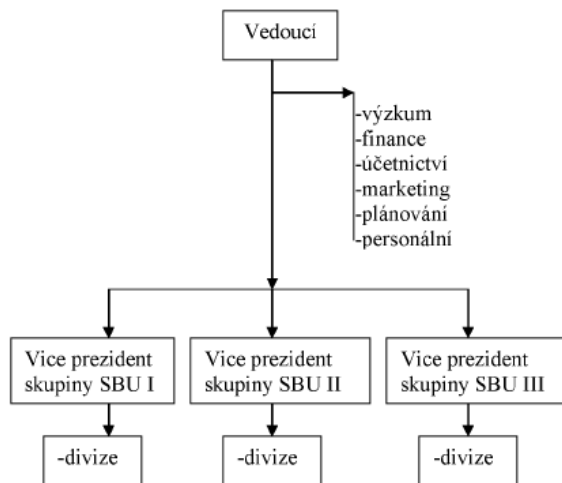 Vedoucí
-výzkum
-finance
-účetnictví
-marketing
-plánování
-personální
Vice prezident
skupiny SBU I
Vice prezident
skupiny SBU II
Vice prezident
skupiny SBU III
-divize
-divize
-divize